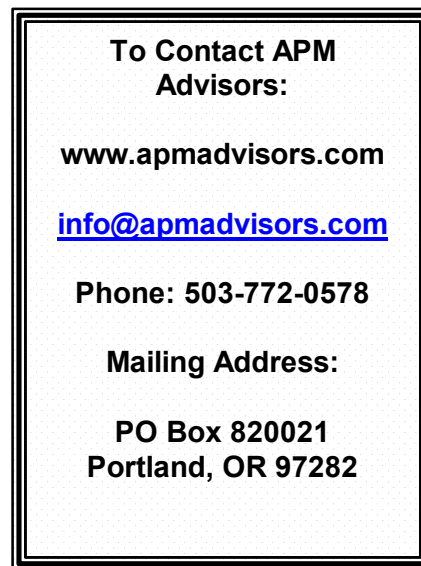 To Contact APM
Advisors:
www.apmadvisors.com
info@apmadvisors.com
Phone: 503-772-0578
Mailing Address:
PO Box 820021
Portland, OR 97282